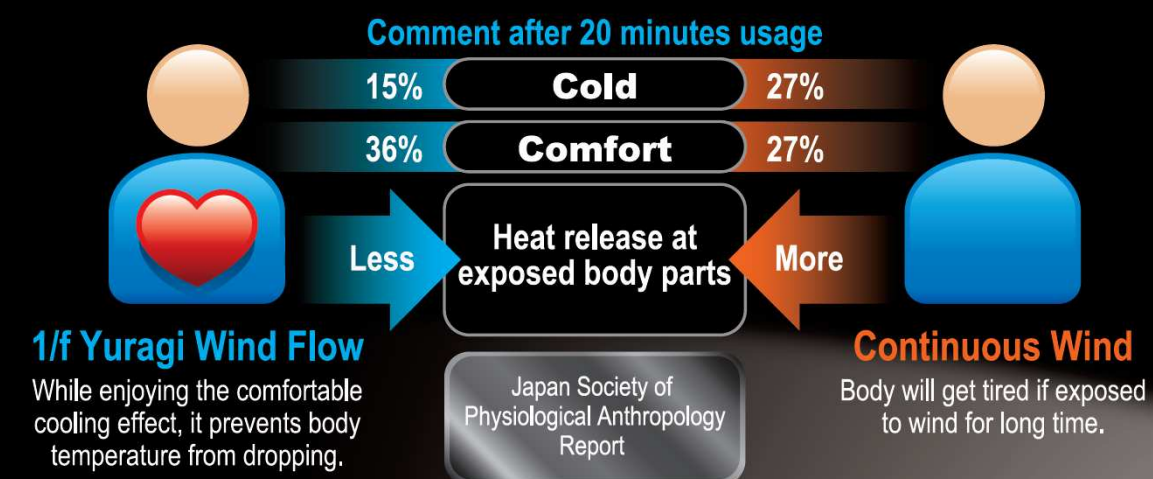 Comment after 20 minutes usage
15% Cold 27%
36% Comfort 27%
Less
Heat release at
exposed body parts
More
1/f Yuragi Wind Flow
While enjoying the comfortable
cooling effect, it prevents body
temperature from dropping.
Japan Society of
Physiological Anthropology
Report
Continuous Wind
Body will get tired if exposed
to wind for long time.